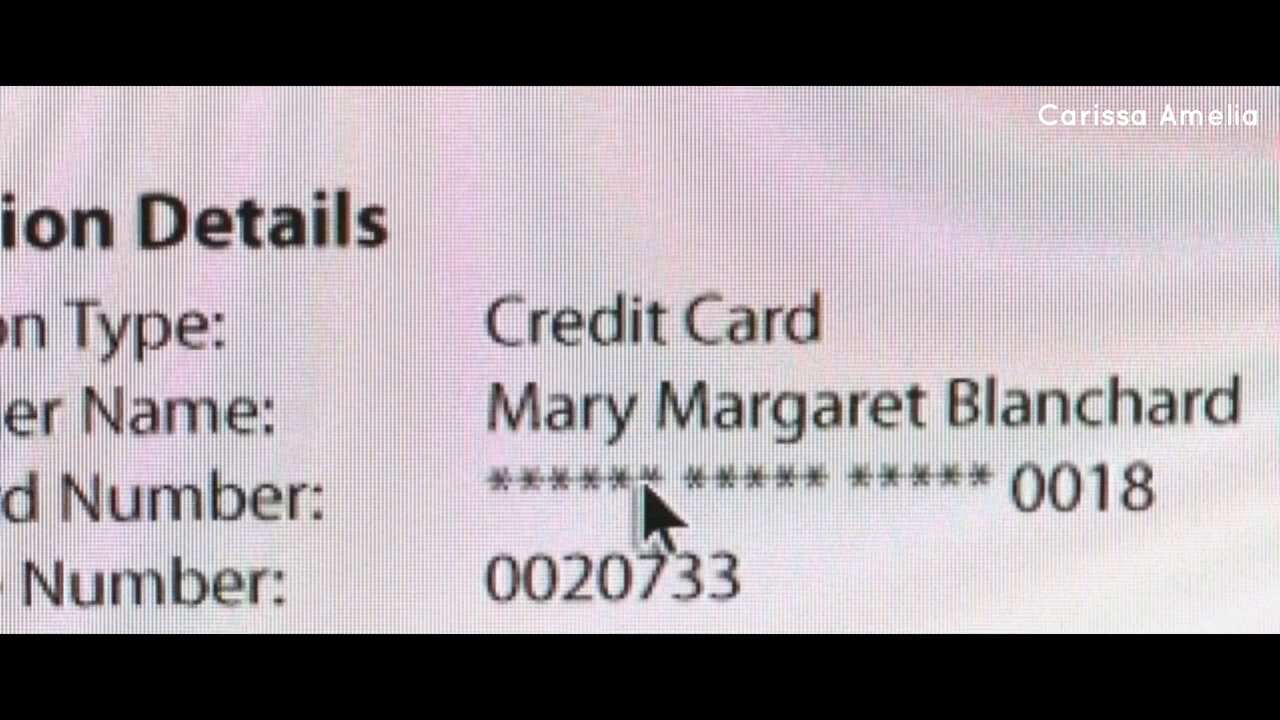 Carissa Amelia
ion Details
on Type: Credit Card
er Name: Mary Margaret Blanchard
d Number: ****** ***** ***** 0018
Number: 0020733